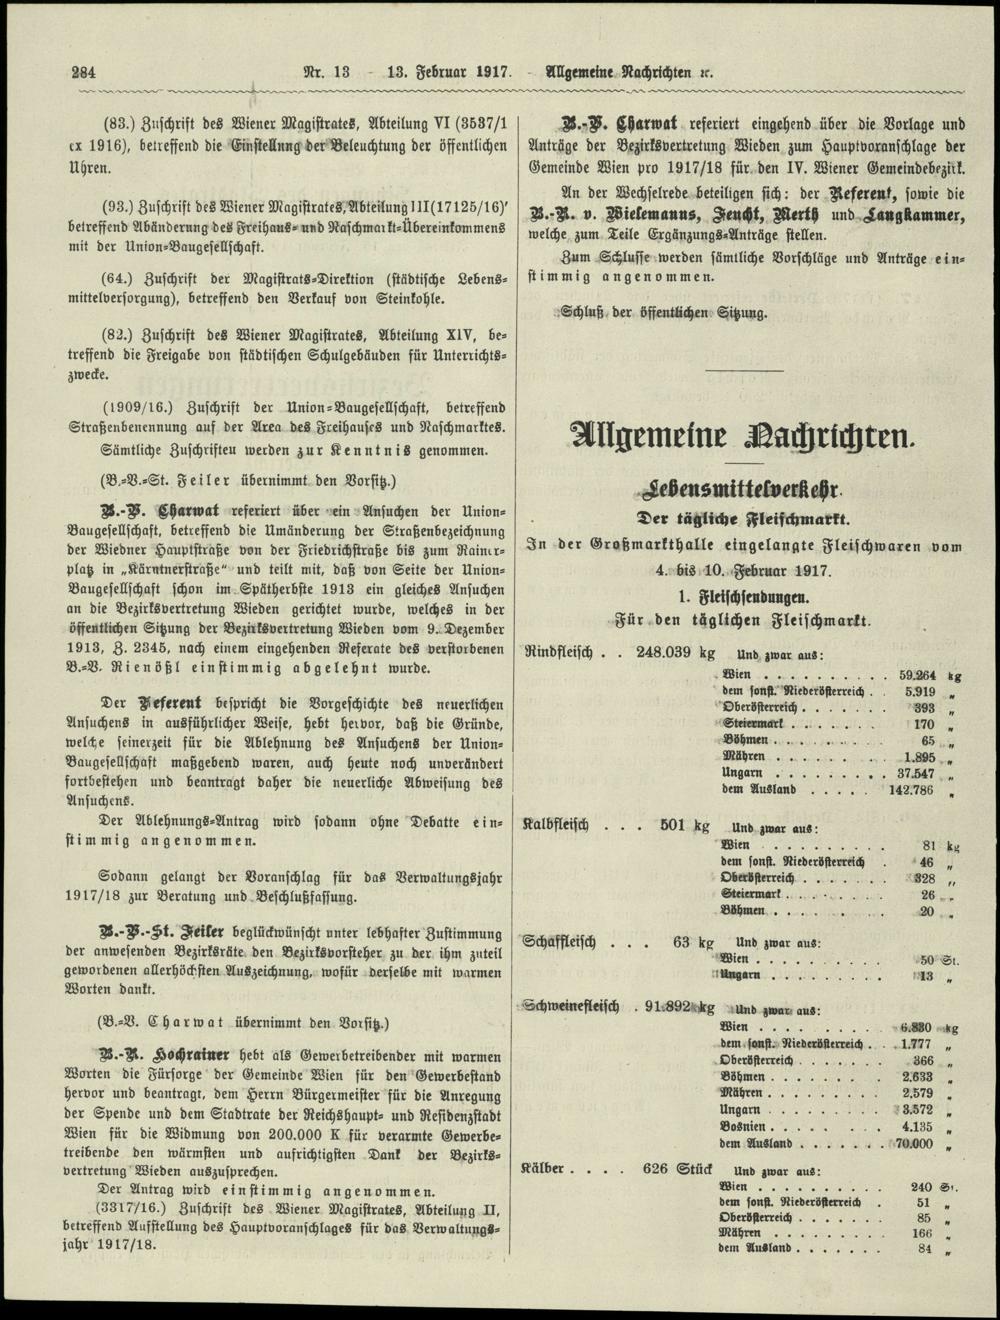 284
Nr. 13 — 13. Februar 1917. — Allgemeine Nachrichten ꝛc.
(83.) Zuschrift des Wiener Magistrates, Abteilung VI (3537/1
ex 1916), betreffend die Einstellung der Beleuchtung der öffentlichen
Uhren.
(93.) Zuschrift des Wiener Magistrates, Abteilung III (17125/16)'
betreffend Abänderung des Freihaus- und Naschmarkt-Übereinkommens
mit der Union-Baugesellschaft.
(64.) Zuschrift der Magistrats-Direktion (städtische Lebens-
mittelversorgung), betreffend den Verkauf von Steinkohle.
(82.) Zuschrift des Wiener Magistrates, Abteilung XIV, be-
treffend die Freigabe von städtischen Schulgebäuden für Unterrichts-
zwecke.
(1909/16.) Zuschrift der Union-Baugesellschaft, betreffend
Straßenbenennung auf der Area des Freihauses und Naschmarktes.
Sämtliche Zuschrifteu werden zur Kenntnis genommen.
(B.-V.-St. Feiler übernimmt den Vorsitz.)
B.-V. Charwat referiert über ein Ansuchen der Union-
Baugesellschaft, betreffend die Umänderung der Straßenbezeichnung
der Wiedner Hauptstraße von der Friedrichstraße bis zum Rainer-
platz in „Kärntnerstraße“ und teilt mit, daß von Seite der Union-
Baugesellschaft schon im Spätherbste 1913 ein gleiches Ansuchen
an die Bezirksvertretung Wieden gerichtet wurde, welches in der
öffentlichen Sitzung der Bezirksvertretung Wieden vom 9. Dezember
1913, Z. 2345, nach einem eingehenden Referate des verstorbenen
B.-V. Rienößl einstimmig abgelehnt wurde.
Der Referent bespricht die Vorgeschichte des neuerlichen
Ansuchens in ausführlicher Weise, hebt hervor, daß die Gründe,
welche seinerzeit für die Ablehnung des Ansuchens der Union-
Baugesellschaft maßgebend waren, auch heute noch unverändert
fortbestehen und beantragt daher die neuerliche Abweisung des
Ansuchens.
Der Ablehnungs-Antrag wird sodann ohne Debatte ein-
stimmig angenommen.
Sodann gelangt der Voranschlag für das Verwaltungsjahr
1917/18 zur Beratung und Beschlußfassung.
B.-V.-St. Feiler beglückwünscht unter lebhafter Zustimmung
der anwesenden Bezirksräte den Bezirksvorsteher zu der ihm zuteil
gewordenen allerhöchsten Auszeichnung, wofür derselbe mit warmen
Worten dankt.
(B.-V. Charwat übernimmt den Vorsitz.)
B.-R. Hochrainer hebt als Gewerbetreibender mit warmen
Worten die Fürsorge der Gemeinde Wien für den Gewerbestand
hervor und beantragt, dem Herrn Bürgermeister für die Anregung
der Spende und dem Stadtrate der Reichshaupt- und Residenzstadt
Wien für die Widmung von 200.000 K für verarmte Gewerbe-
treibende den wärmsten und aufrichtigsten Dank der Bezirks-
vertretung Wieden auszusprechen.
Der Antrag wird einstimmig angenommen.
(3317/16.) Zuschrift des Wiener Magistrates, Abteilung II,
betreffend Aufstellung des Hauptvoranschlages für das Verwaltungs-
jahr 1917/18.
B.-V. Charwat referiert eingehend über die Vorlage und
Anträge der Bezirksvertretung Wieden zum Hauptvoranschlage der
Gemeinde Wien pro 1917/18 für den IV. Wiener Gemeindebezirk.
An der Wechselrede beteiligen sich: der Referent, sowie die
B.-R. v. Wielemanns, Feucht, Merth und Langkammer,
welche zum Teile Ergänzungs-Anträge stellen.
Zum Schlusse werden sämtliche Vorschläge und Anträge ein-
stimmig angenommen.
Schluß der öffentlichen Sitzung.
Allgemeine Nachrichten.
Lebensmittelverkehr.
Der tägliche Fleischmarkt.
In der Großmarkthalle eingelangte Fleischwaren vom
4. bis 10. Februar 1917.
1. Fleischsendungen.
Für den täglichen Fleischmarkt.
Rindfleisch . . 248.039 kg Und zwar aus:
Wien . . . . . . . . . . 59.264 kg
dem sonst. Niederösterreich . 5.919 „
Oberösterreich . . . . . . . 393 „
Steiermark . . . . . . . 170 „
Böhmen . . . . . . . . . 65 „
Mähren . . . . . . . . . 1.895 „
Ungarn . . . . . . . . . 37.547 „
dem Ausland . . . . . 142.786 „
Kalbfleisch . . . 501 kg Und zwar aus:
Wien . . . . . . . . . 81 kg
dem sonst. Niederösterreich . 46 „
Oberösterreich . . . . . . . 328 „
Steiermark . . . . . . . . 26 „
Böhmen . . . . . . . . 20 „
Schaffleisch . . . 63 kg Und zwar aus:
Wien . . . . . . . . . . 50 St.
Ungarn . . . . . . . . . 13 „
Schweinefleisch . 91.892 kg Und zwar aus:
Wien . . . . . . . . . 6.830 kg
dem sonst. Niederösterreich . . 1.777 „
Oberösterreich . . . . . . . 366 „
Böhmen . . . . . . . . 2.633 „
Mähren . . . . . . . . 2.579 „
Ungarn . . . . . . . . . 3.572 „
Bosnien . . . . . . . . 4.135 „
dem Ausland . . . . . . . 70.000 „
Kälber . . . . 626 Stück Und zwar aus:
Wien . . . . . . . . . . 240 St.
dem sonst. Niederösterreich . 51 „
Oberösterreich . . . . . . . 85 „
Mähren . . . . . . . . . 166 „
dem Ausland . . . . . . . 84 „